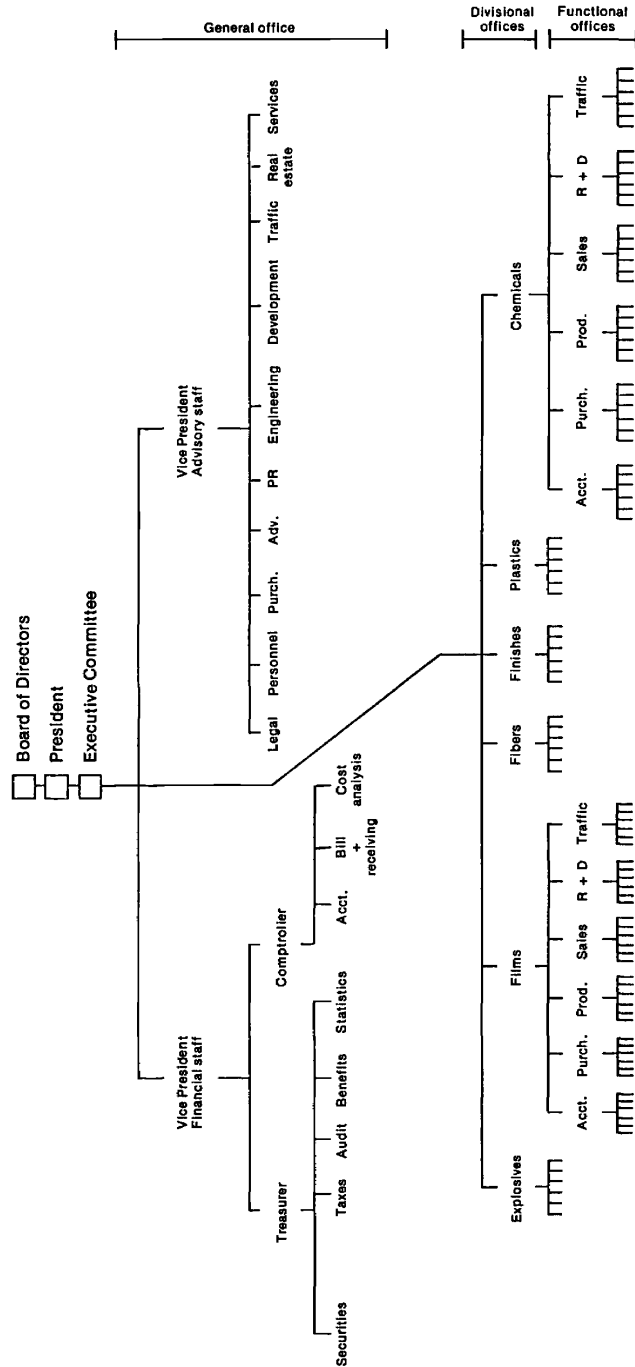 General office
Divisional
offices
Functional
offices
Board of Directors
President
Executive Committee
Vice President
Financial staff
Vice President
Advisory staff
Treasurer
Comptrolier
Securities
Taxes
Audit
Benefits
Statistics
Acct.
Bill
+
receiving
Cost
analysis
Legal
Personnel
Purch.
Adv.
PR
Engineering
Development
Traffic
Real
estate
Services
Explosives
Films
Fibers
Finishes
Plastics
Chemicals
Acct.
Purch.
Prod.
Sales
R + D
Traffic
Acct.
Purch.
Prod.
Sales
R + D
Traffic